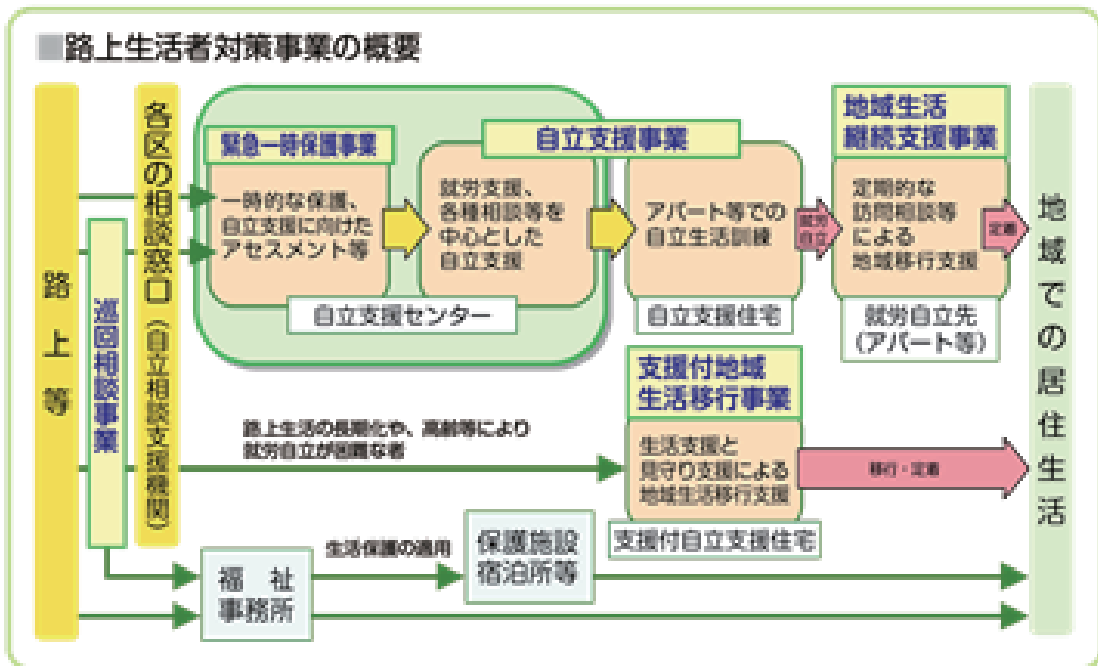 ■路上生活者対策事業の概要
路上等
巡回相談事業
各区の相談窓口（自立相談支援機関）
緊急一時保護事業
一時的な保護、
自立支援に向けた
アセスメント等
自立支援事業
就労支援、
各種相談等を
中心とした
自立支援
自立支援センター
アパート等での
自立生活訓練
自立支援住宅
就労
自立
地域生活
継続支援事業
定期的な
訪問相談等
による
地域移行支援
就労自立先
（アパート等）
定着
地域での居住生活
路上生活の長期化や、高齢等により
就労自立が困難な者
支援付地域
生活移行事業
生活支援と
見守り支援による
地域生活移行支援
支援付自立支援住宅
移行・定着
福祉
事務所
生活保護の適用
保護施設
宿泊所等